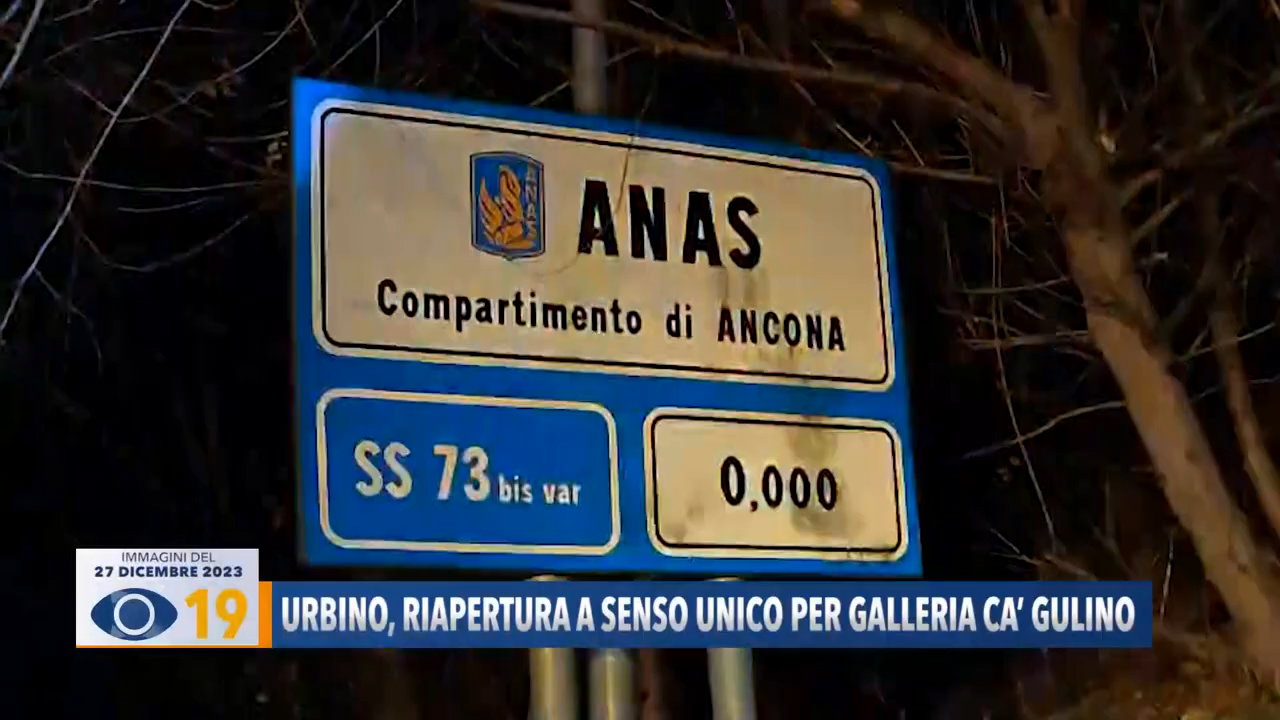 ANAS
ANAS
Compartimento di ANCONA
SS 73 bis var
0,000
IMMAGINI DEL
27 DICEMBRE 2023
19
URBINO, RIAPERTURA A SENSO UNICO PER GALLERIA CA’ GULINO